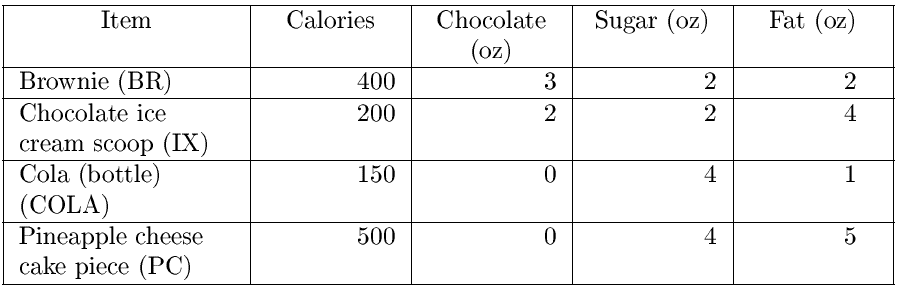 Item Calories Chocolate (oz) Sugar (oz) Fat (oz)
Brownie (BR) 400 3 2 2
Chocolate ice cream scoop (IX) 200 2 2 4
Cola (bottle) (COLA) 150 0 4 1
Pineapple cheese cake piece (PC) 500 0 4 5